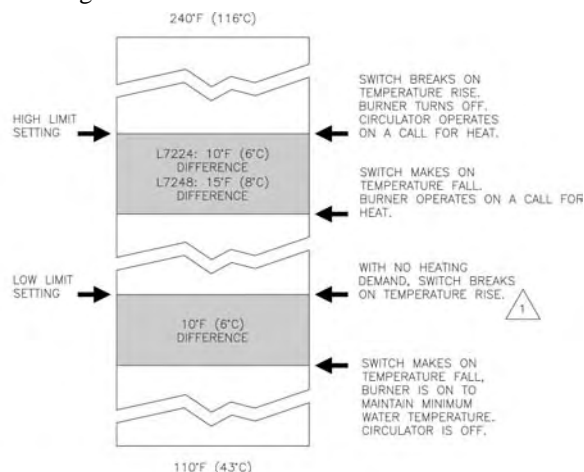 240°F (116°C)
HIGH LIMIT
SETTING
SWITCH BREAKS ON
TEMPERATURE RISE.
BURNER TURNS OFF.
CIRCULATOR OPERATES
ON A CALL FOR HEAT.
L7224: 10°F (6°C)
DIFFERENCE
L7248: 15°F (8°C)
DIFFERENCE
SWITCH MAKES ON
TEMPERATURE FALL.
BURNER OPERATES ON A CALL FOR
HEAT.
LOW LIMIT
SETTING
WITH NO HEATING
DEMAND, SWITCH BREAKS
ON TEMPERATURE RISE.
1
10°F (6°C)
DIFFERENCE
SWITCH MAKES ON
TEMPERATURE FALL,
BURNER IS ON TO
MAINTAIN MINIMUM
WATER TEMPERATURE.
CIRCULATOR IS OFF.
110°F (43°C)